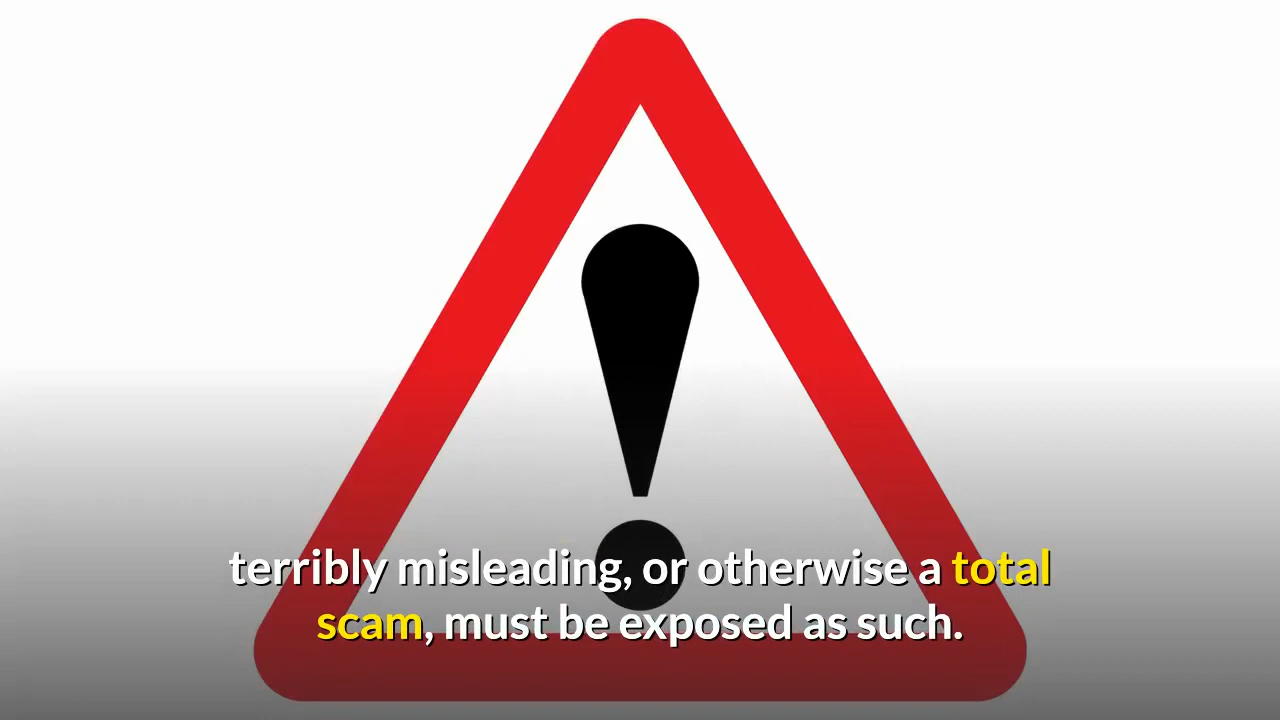 terribly misleading, or otherwise a total
scam, must be exposed as such.